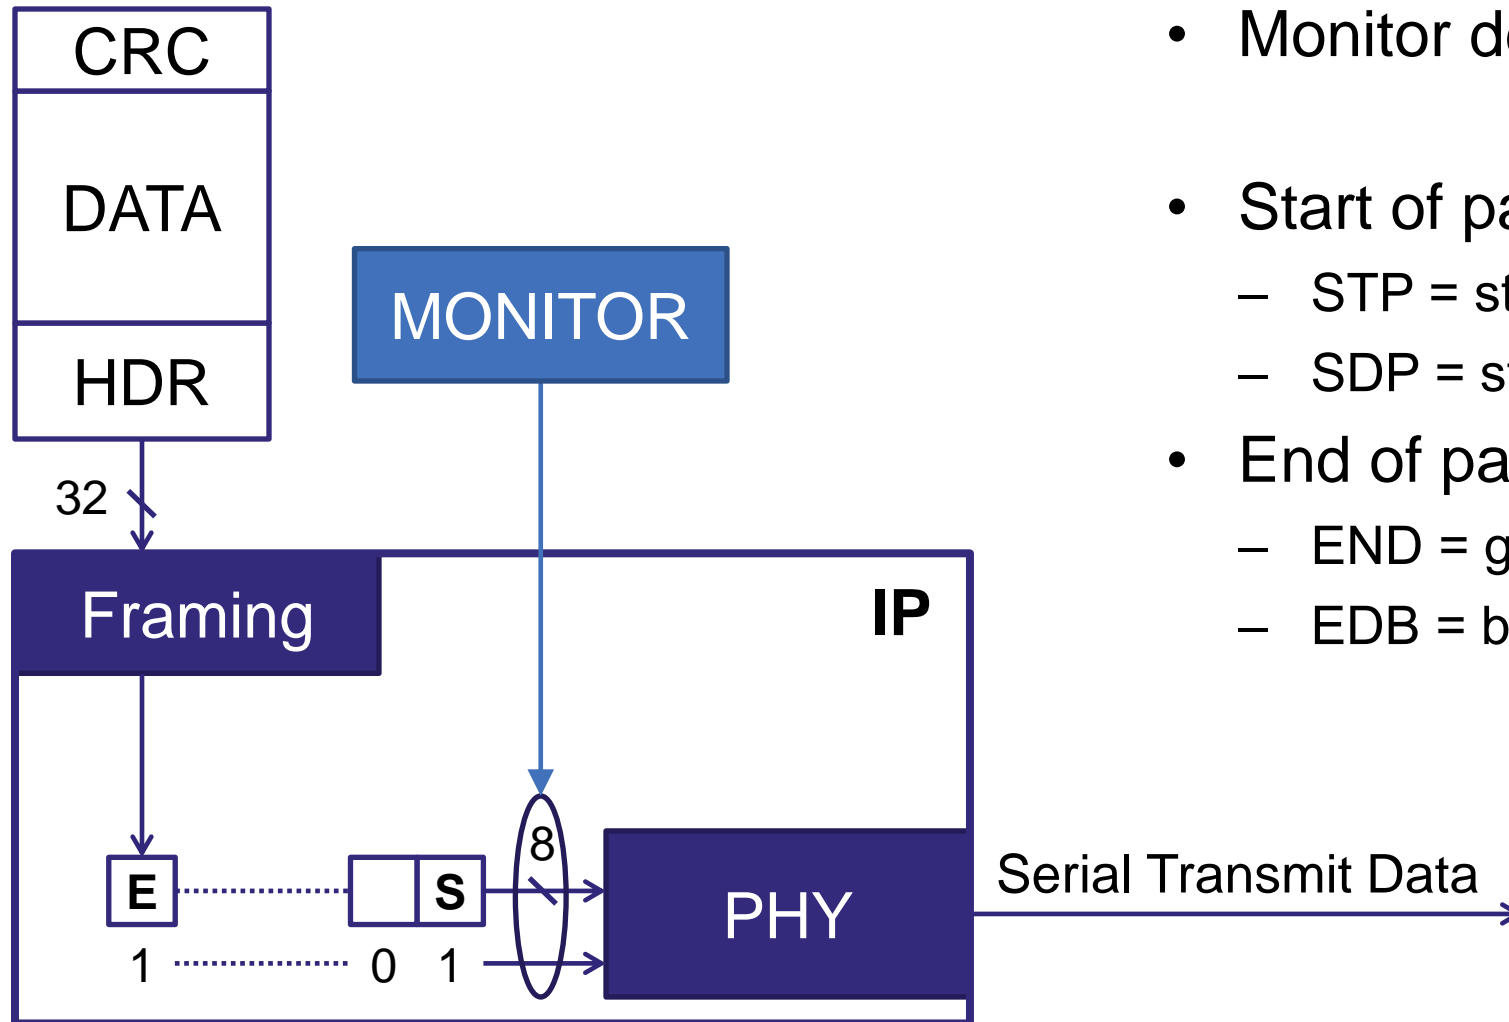 CRC
DATA
HDR
32
MONITOR
Framing
IP
E
S
8
1
0
1
PHY
Serial Transmit Data
• Monitor
• Start of
– STP =
– SDP =
• End of
– END =
– EDB =